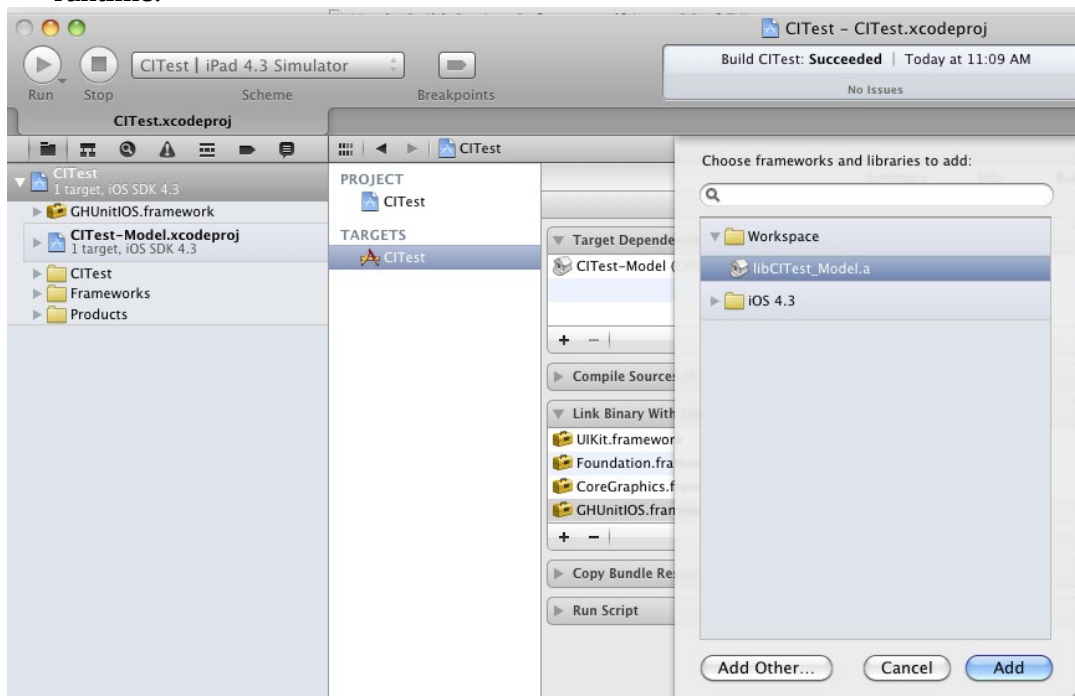 CITest – CITest.xcodeproj
CITest | iPad 4.3 Simulator
Build CITest: Succeeded | Today at 11:09 AM
No Issues
Run Stop Scheme Breakpoints
CITest.xcodeproj
CITest
1 target, iOS SDK 4.3
GHUnitIOS.framework
CITest-Model.xcodeproj
1 target, iOS SDK 4.3
CITest
Frameworks
Products
CITest
PROJECT
CITest
TARGETS
CITest
Target Depende
CITest-Model (
+ –
Compile Source
Link Binary With
UIKit.framewor
Foundation.fra
CoreGraphics.f
GHUnitIOS.fran
+ –
Copy Bundle Re
Run Script
Choose frameworks and libraries to add:
Workspace
libCITest_Model.a
iOS 4.3
Add Other... Cancel Add